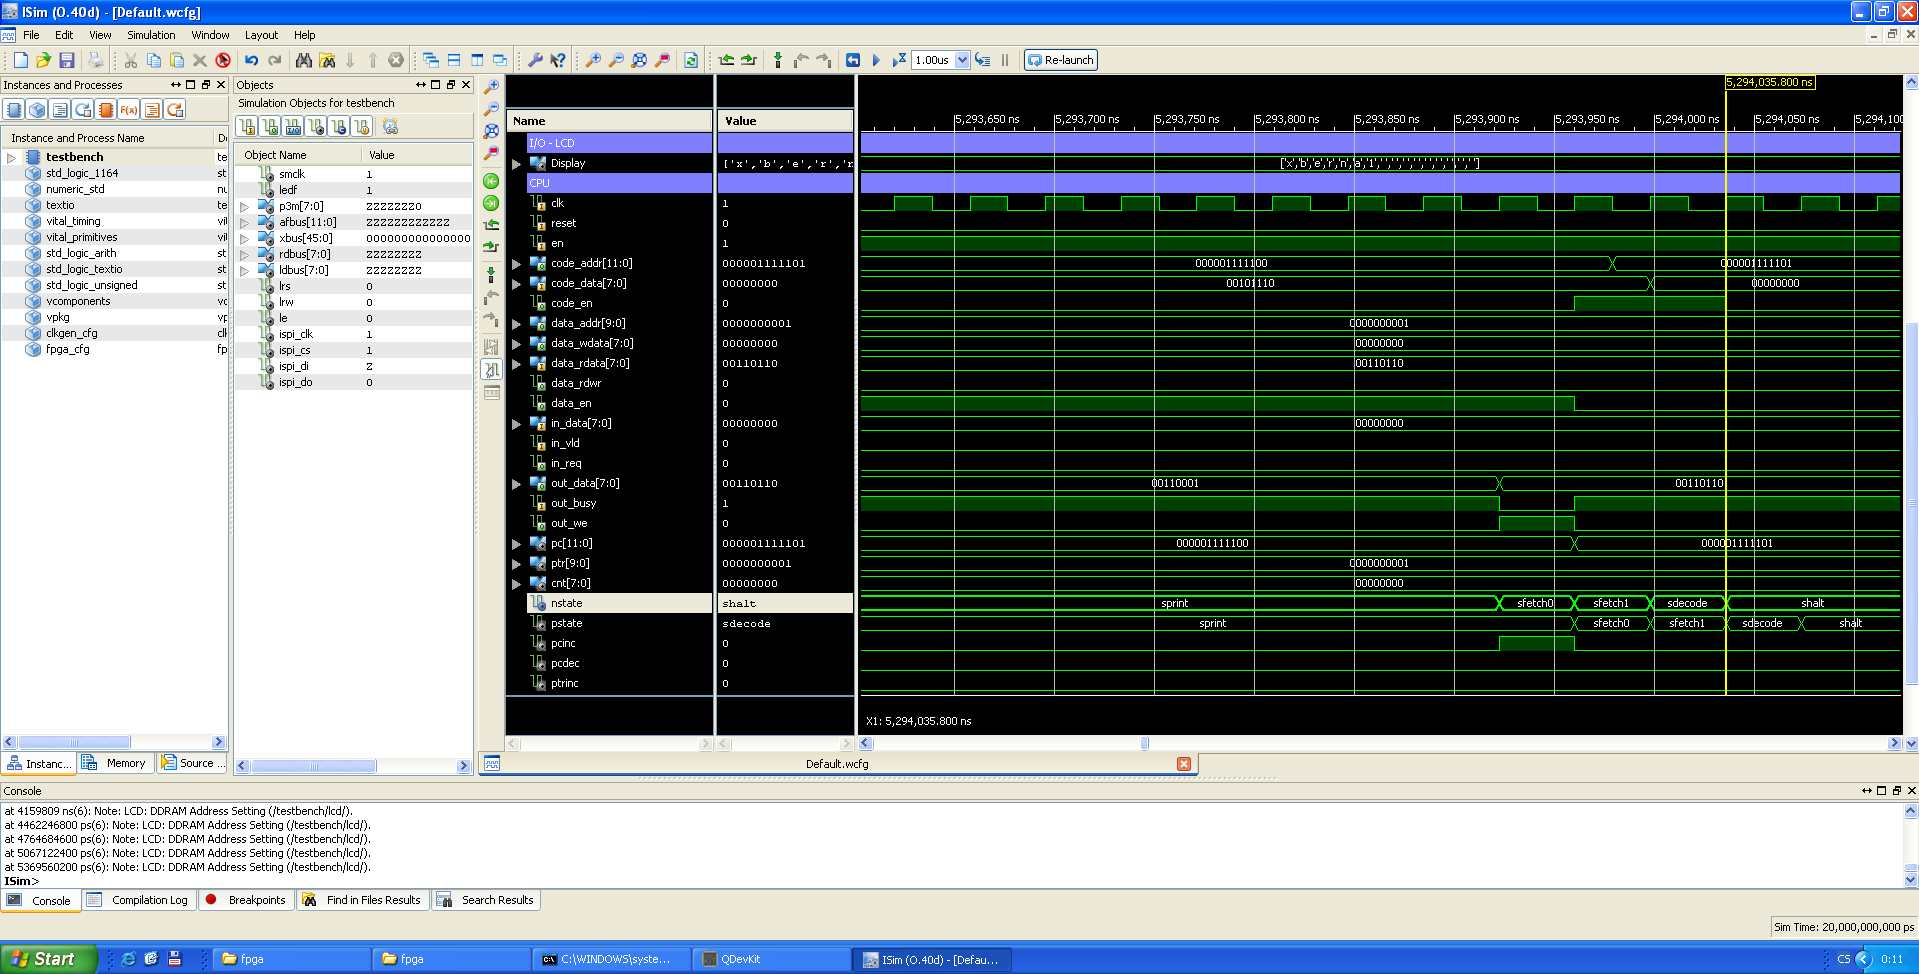 ISim (O.40d) - [Default.wcfg]
File Edit View Simulation Window Layout Help
1.00us Re-launch
Instances and Processes
Instance and Process Name
testbench te
std_logic_1164 st
numeric_std nu
textio te
vital_timing vit
vital_primitives vit
std_logic_arith st
std_logic_textio st
std_logic_unsigned st
vcomponents vc
vpkg vp
clkgen_cfg clk
fpga_cfg fp
Instanc... Memory Source ...
Objects
Simulation Objects for testbench
Object Name Value
smclk 1
ledf 1
p3m[7:0] ZZZZZZZ0
afbus[11:0] ZZZZZZZZZZZZ
xbus[45:0] 000000000000000
rdbus[7:0] ZZZZZZZZ
ldbus[7:0] ZZZZZZZZ
lrs 0
lrw 0
le 0
ispi_clk 1
ispi_cs 1
ispi_di Z
ispi_do 0
5,294,035.800 ns
Name Value
5,293,650 ns 5,293,700 ns 5,293,750 ns 5,293,800 ns 5,293,850 ns 5,293,900 ns 5,293,950 ns 5,294,000 ns 5,294,050 ns 5,294,100
I/O - LCD
Display ['x','b','e','r','r ['x','b','e','r','n','a','1',' ',' ',' ',' ',' ',' ',' ',' ',' ']
CPU
clk 1
reset 0
en 1
code_addr[11:0] 000001111101 000001111100 000001111101
code_data[7:0] 00000000 00101110 00000000
code_en 0
data_addr[9:0] 0000000001 0000000001
data_wdata[7:0] 00000000 00000000
data_rdata[7:0] 00110110 00110110
data_rdwr 0
data_en 0
in_data[7:0] 00000000 00000000
in_vld 0
in_req 0
out_data[7:0] 00110110 00110001 00110110
out_busy 1
out_we 0
pc[11:0] 000001111101 000001111100 000001111101
ptr[9:0] 0000000001 0000000001
cnt[7:0] 00000000 00000000
nstate shalt sprint sfetch0 sfetch1 sdecode shalt
pstate sdecode sprint sfetch0 sfetch1 sdecode shalt
pcinc 0
pcdec 0
ptrinc 0
X1: 5,294,035.800 ns
Default.wcfg
Console
at 4159809 ns(6): Note: LCD: DDRAM Address Setting (/testbench/lcd/).
at 4462246800 ps(6): Note: LCD: DDRAM Address Setting (/testbench/lcd/).
at 4764684600 ps(6): Note: LCD: DDRAM Address Setting (/testbench/lcd/).
at 5067122400 ps(6): Note: LCD: DDRAM Address Setting (/testbench/lcd/).
at 5369560200 ps(6): Note: LCD: DDRAM Address Setting (/testbench/lcd/).
ISim>
Console Compilation Log Breakpoints Find in Files Results Search Results
Sim Time: 20,000,000,000 ps
Start fpga fpga C:\WINDOWS\syste... QDevKit ISim (O.40d) - [Defau... CS 0:11